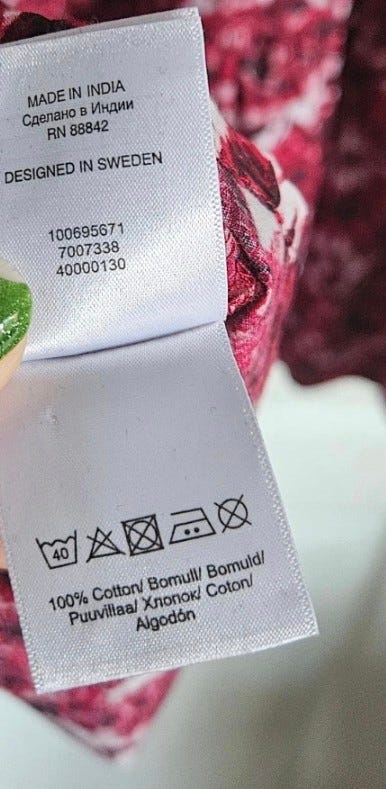 MADE IN INDIA
Сделано в Индии
RN 88842
DESIGNED IN SWEDEN
100695671
7007338
40000130
40
100% Cotton/ Bomull/ Bomuld/
Puuvillaa/ Хлопок/ Coton/
Algodón